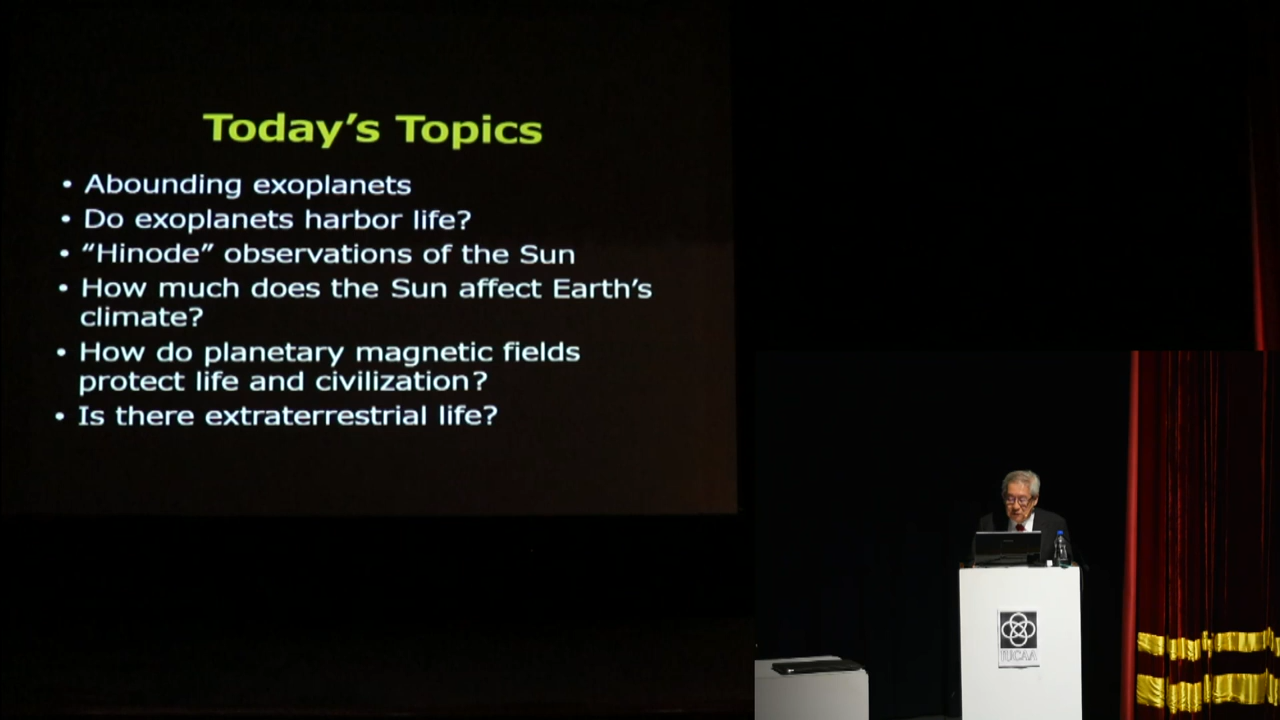 Today's Topics
• Abounding exoplanets
• Do exoplanets harbor life?
• “Hinode” observations of the Sun
• How much does the Sun affect Earth's
climate?
• How do planetary magnetic fields
protect life and civilization?
• Is there extraterrestrial life?
IUCAA